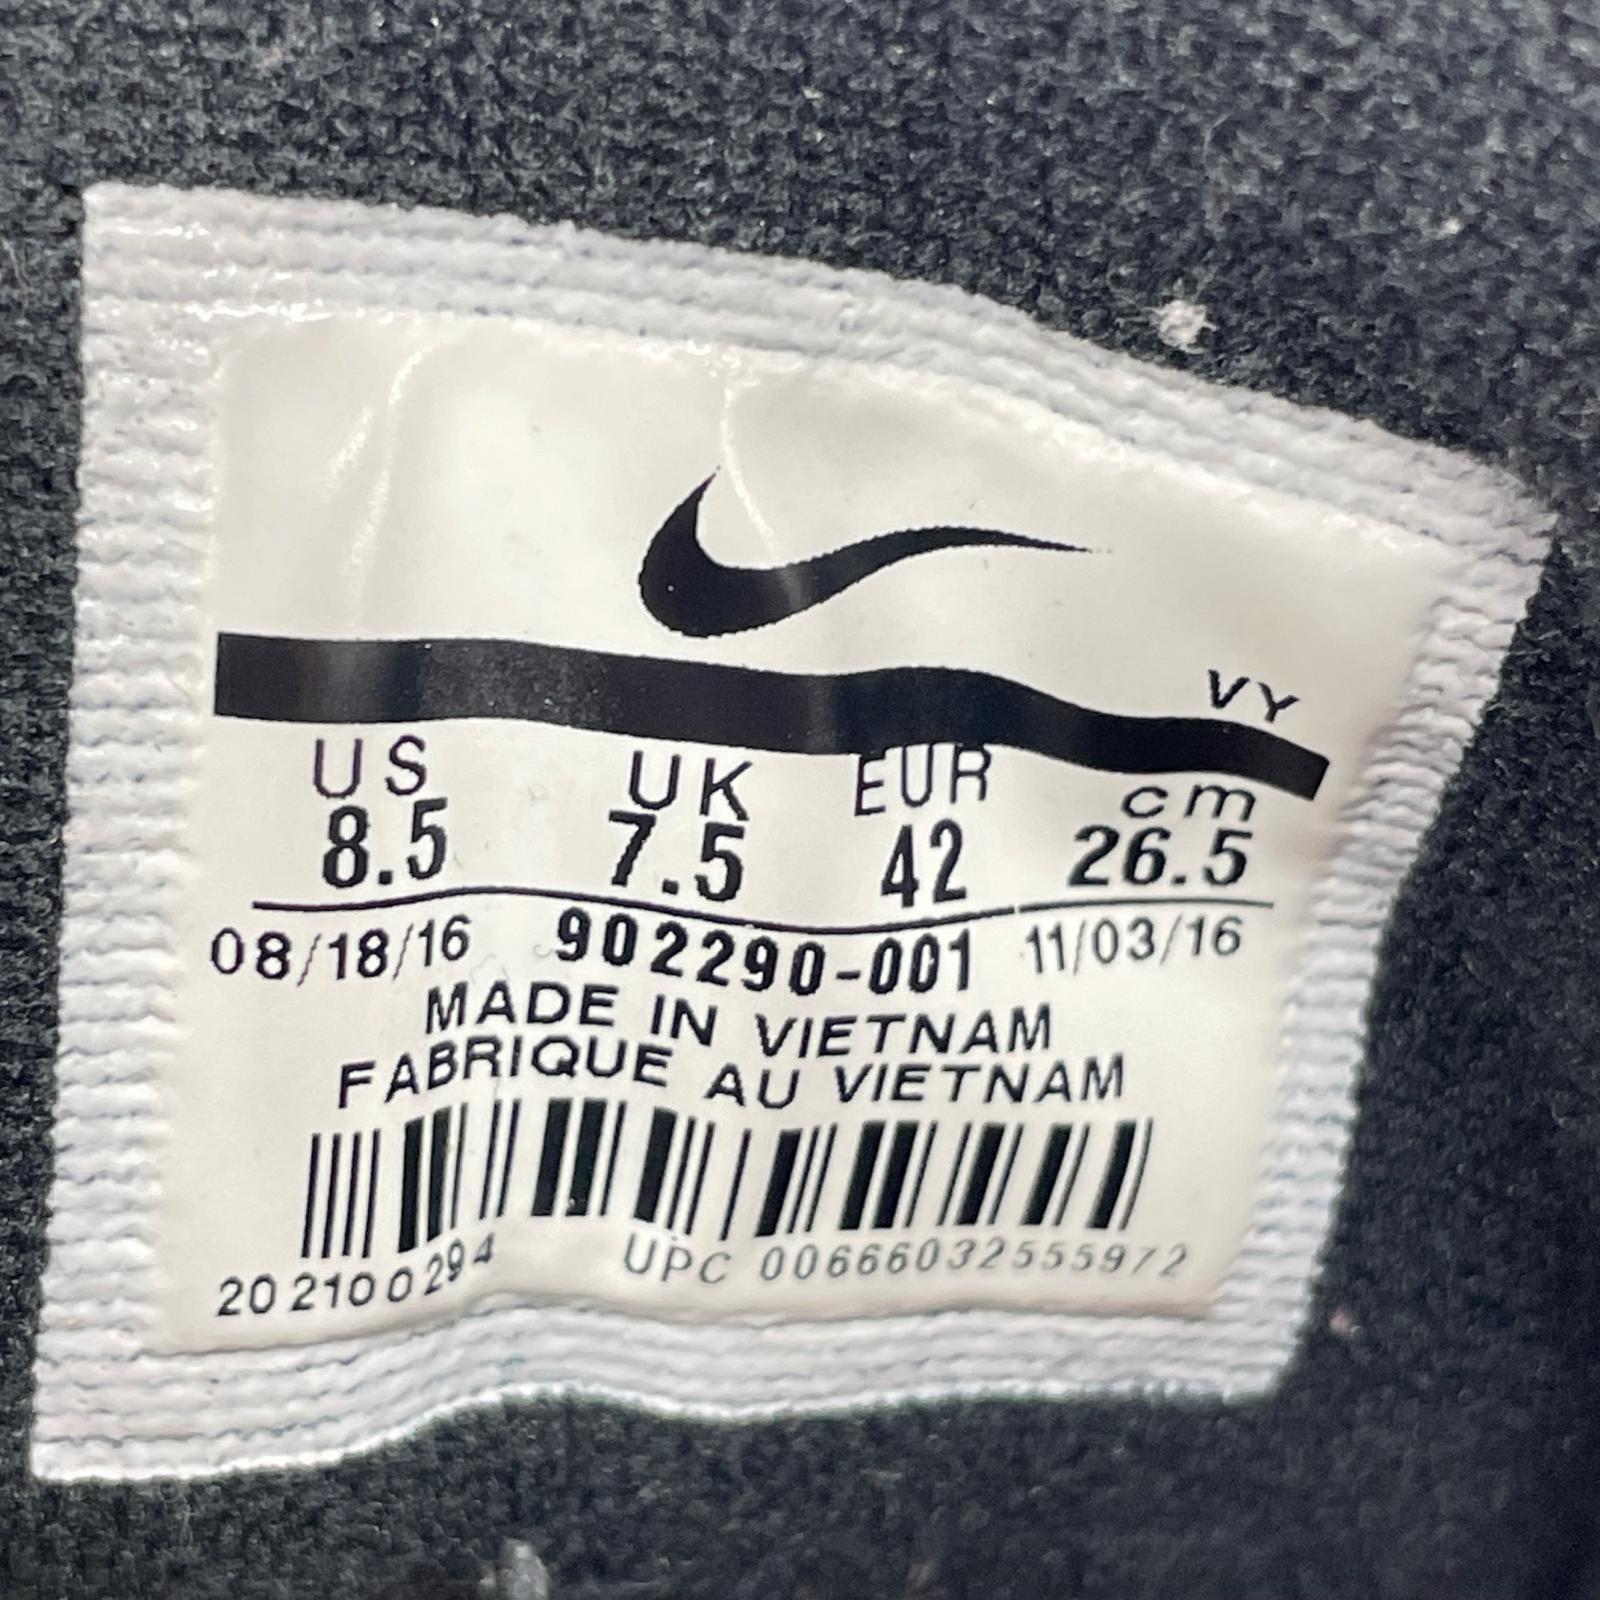 VY
US UK EUR cm
8.5 7.5 42 26.5
08/18/16 902290-001 11/03/16
MADE IN VIETNAM
FABRIQUE AU VIETNAM
202100294 UPC 00666032555972